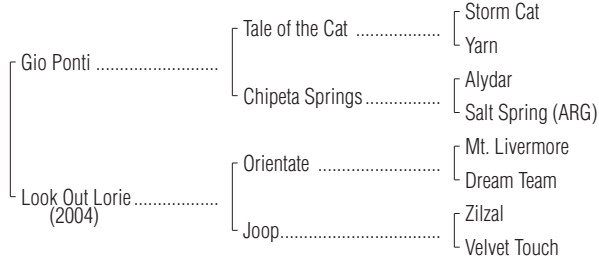 Storm Cat
Tale of the Cat ..................
Yarn
Gio Ponti ..........................
Alydar
Chipeta Springs................
Salt Spring (ARG)
Mt. Livermore
Orientate ..........................
Dream Team
Look Out Lorie ..................
(2004)
Zilzal
Joop..................................
Velvet Touch